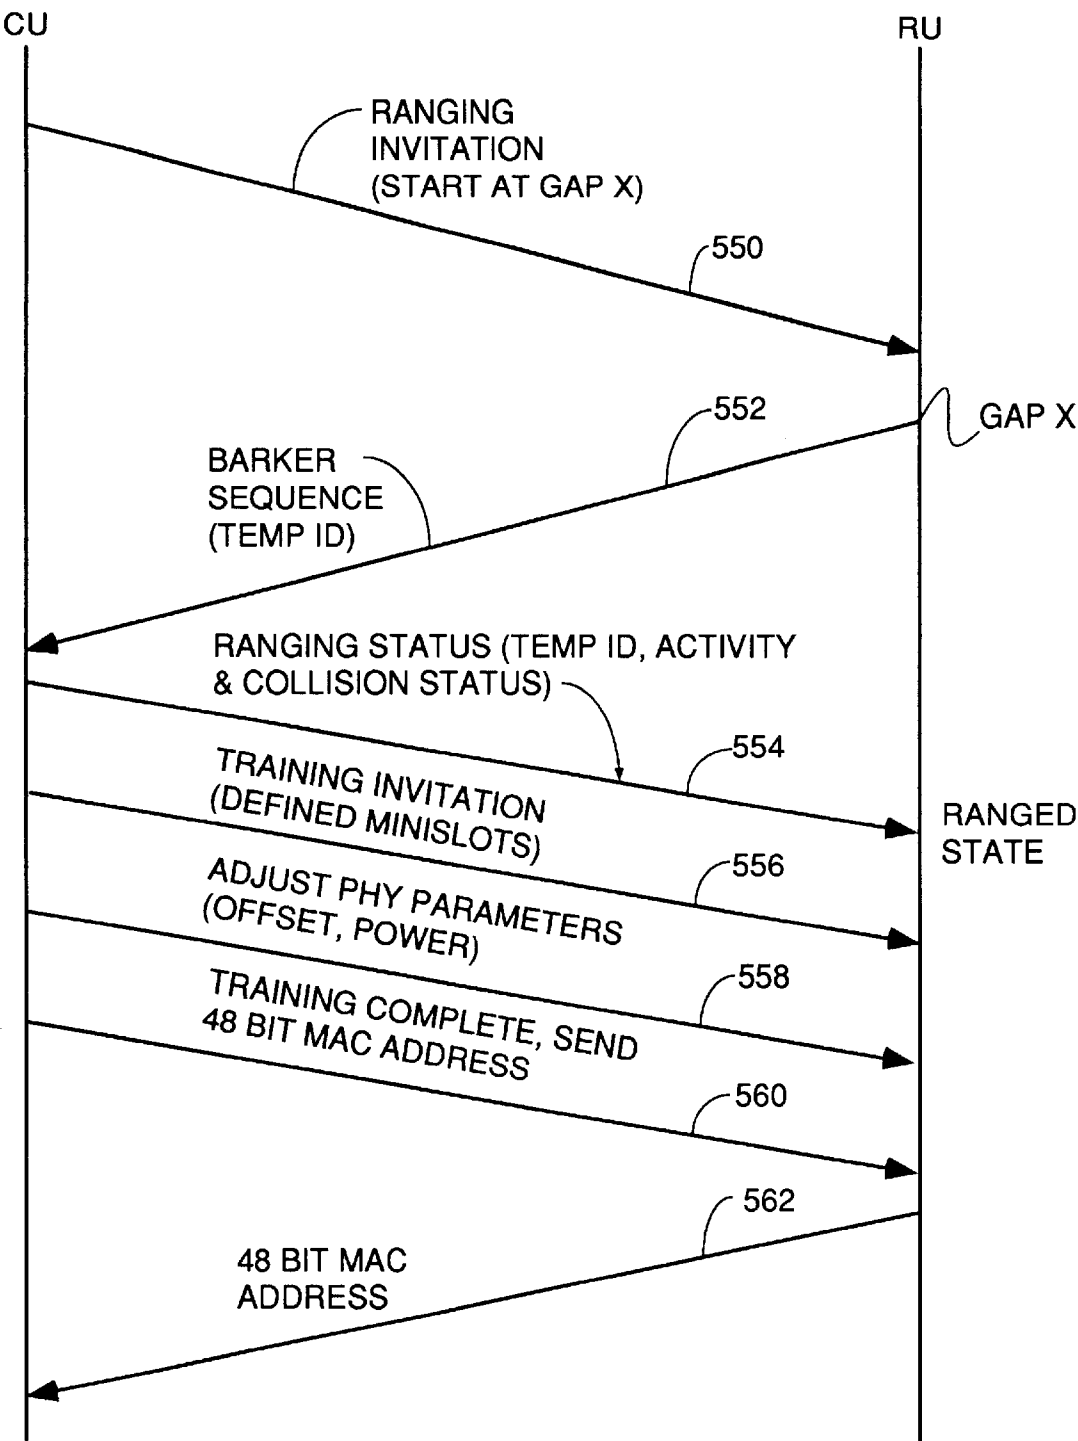 CU
RU
RANGING
INVITATION
(START AT GAP X)
550
552
GAP X
BARKER
SEQUENCE
(TEMP ID)
RANGING STATUS (TEMP ID, ACTIVITY
& COLLISION STATUS)
554
TRAINING INVITATION
(DEFINED MINISLOTS)
RANGED
STATE
556
ADJUST PHY PARAMETERS
(OFFSET, POWER)
558
TRAINING COMPLETE, SEND
48 BIT MAC ADDRESS
560
562
48 BIT MAC
ADDRESS